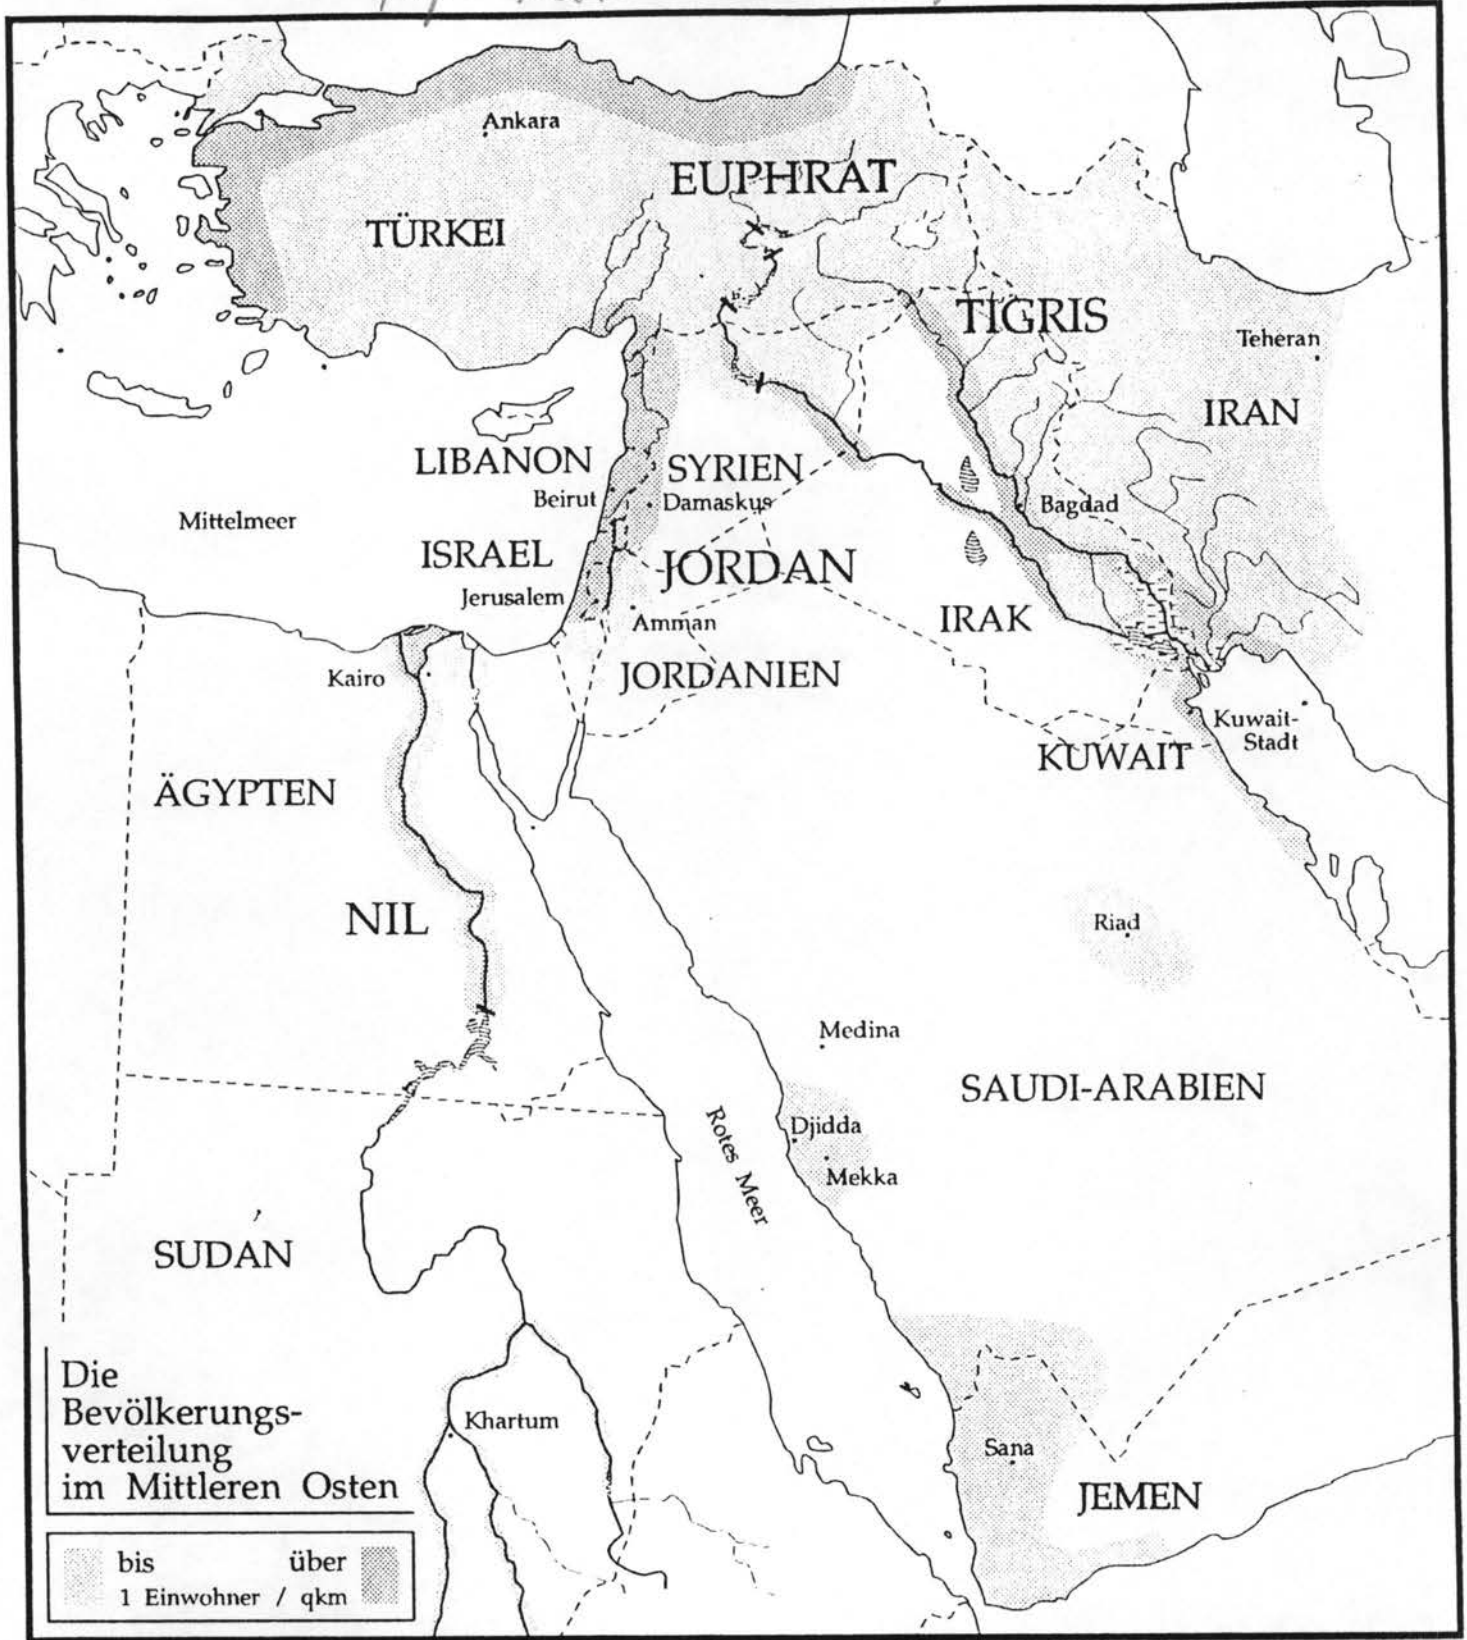 Ankara
EUPHRAT
TÜRKEI
TIGRIS
Teheran
IRAN
LIBANON
SYRIEN
Beirut
Damaskus
Bagdad
Mittelmeer
ISRAEL
JORDAN
Jerusalem
Amman
IRAK
Kairo
JORDANIEN
Kuwait-
Stadt
KUWAIT
ÄGYPTEN
NIL
Riad
Medina
SAUDI-ARABIEN
Rotes Meer
Djidda
Mekka
SUDAN
Die
Bevölkerungs-
verteilung
im Mittleren Osten
Khartum
Sana
JEMEN
bis über
1 Einwohner / qkm